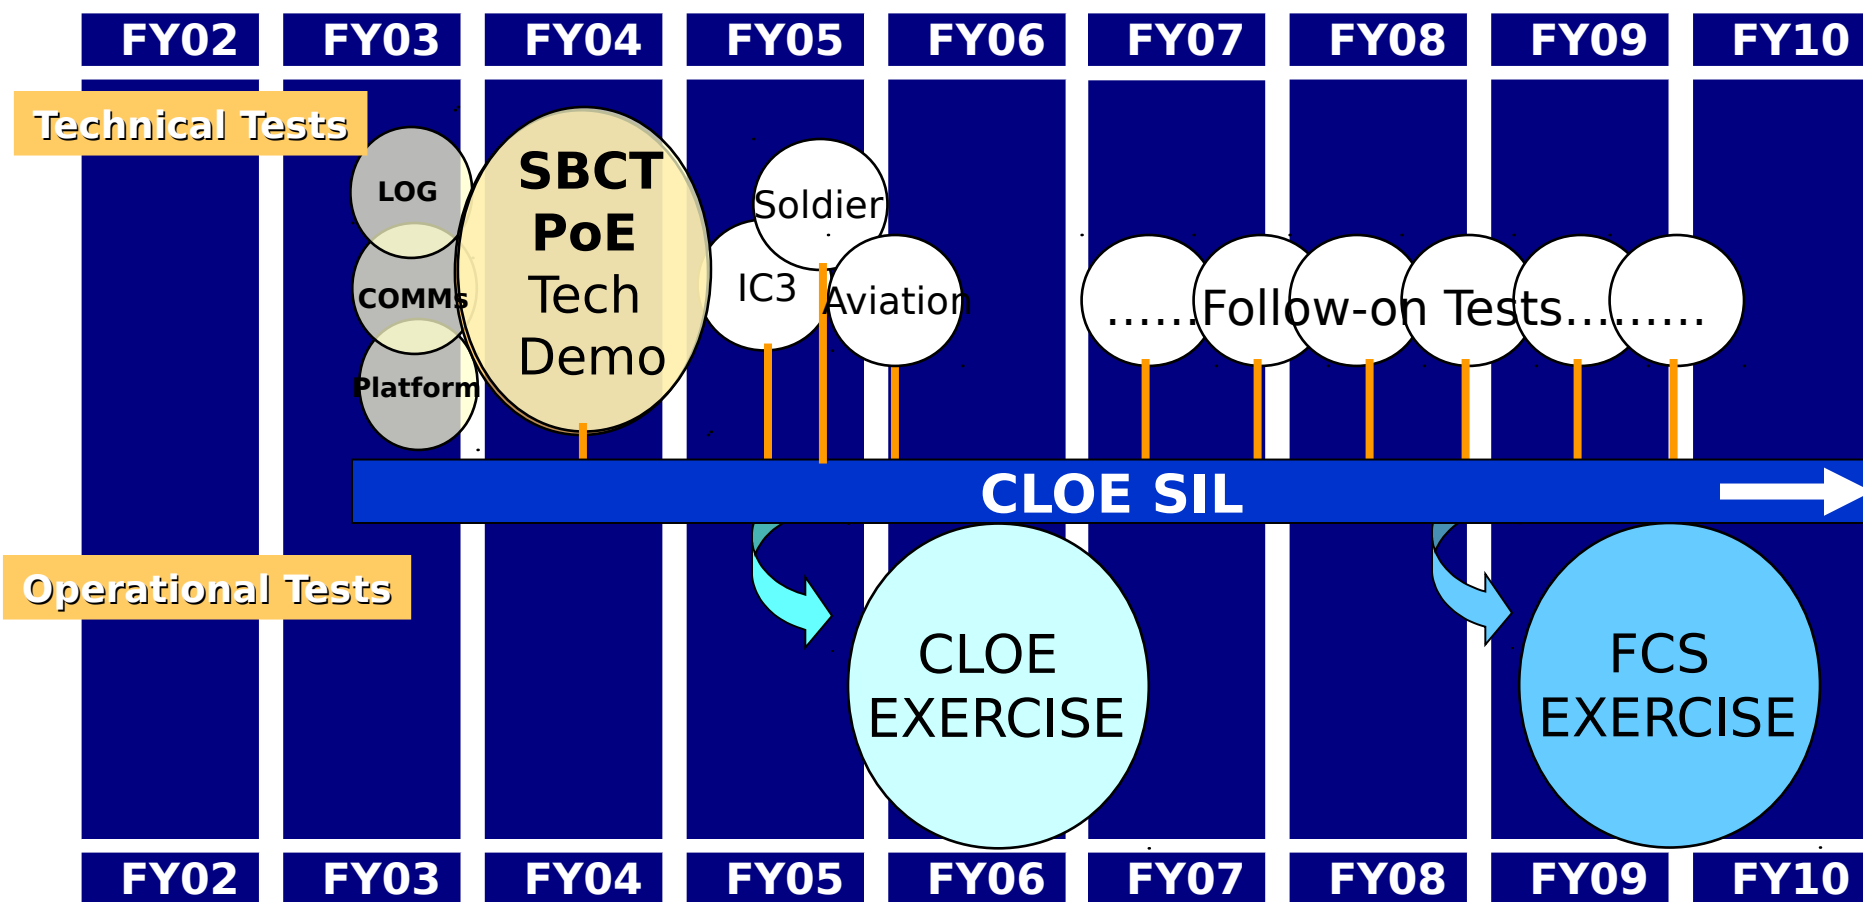 FY02 FY03 FY04 FY05 FY06 FY07 FY08 FY09 FY10
Technical Tests
LOG
COMMs
Platform
SBCT
PoE
Tech
Demo
Soldier
IC3
Aviation
......Follow-on Tests.........
CLOE SIL
Operational Tests
CLOE
EXERCISE
FCS
EXERCISE
FY02 FY03 FY04 FY05 FY06 FY07 FY08 FY09 FY10